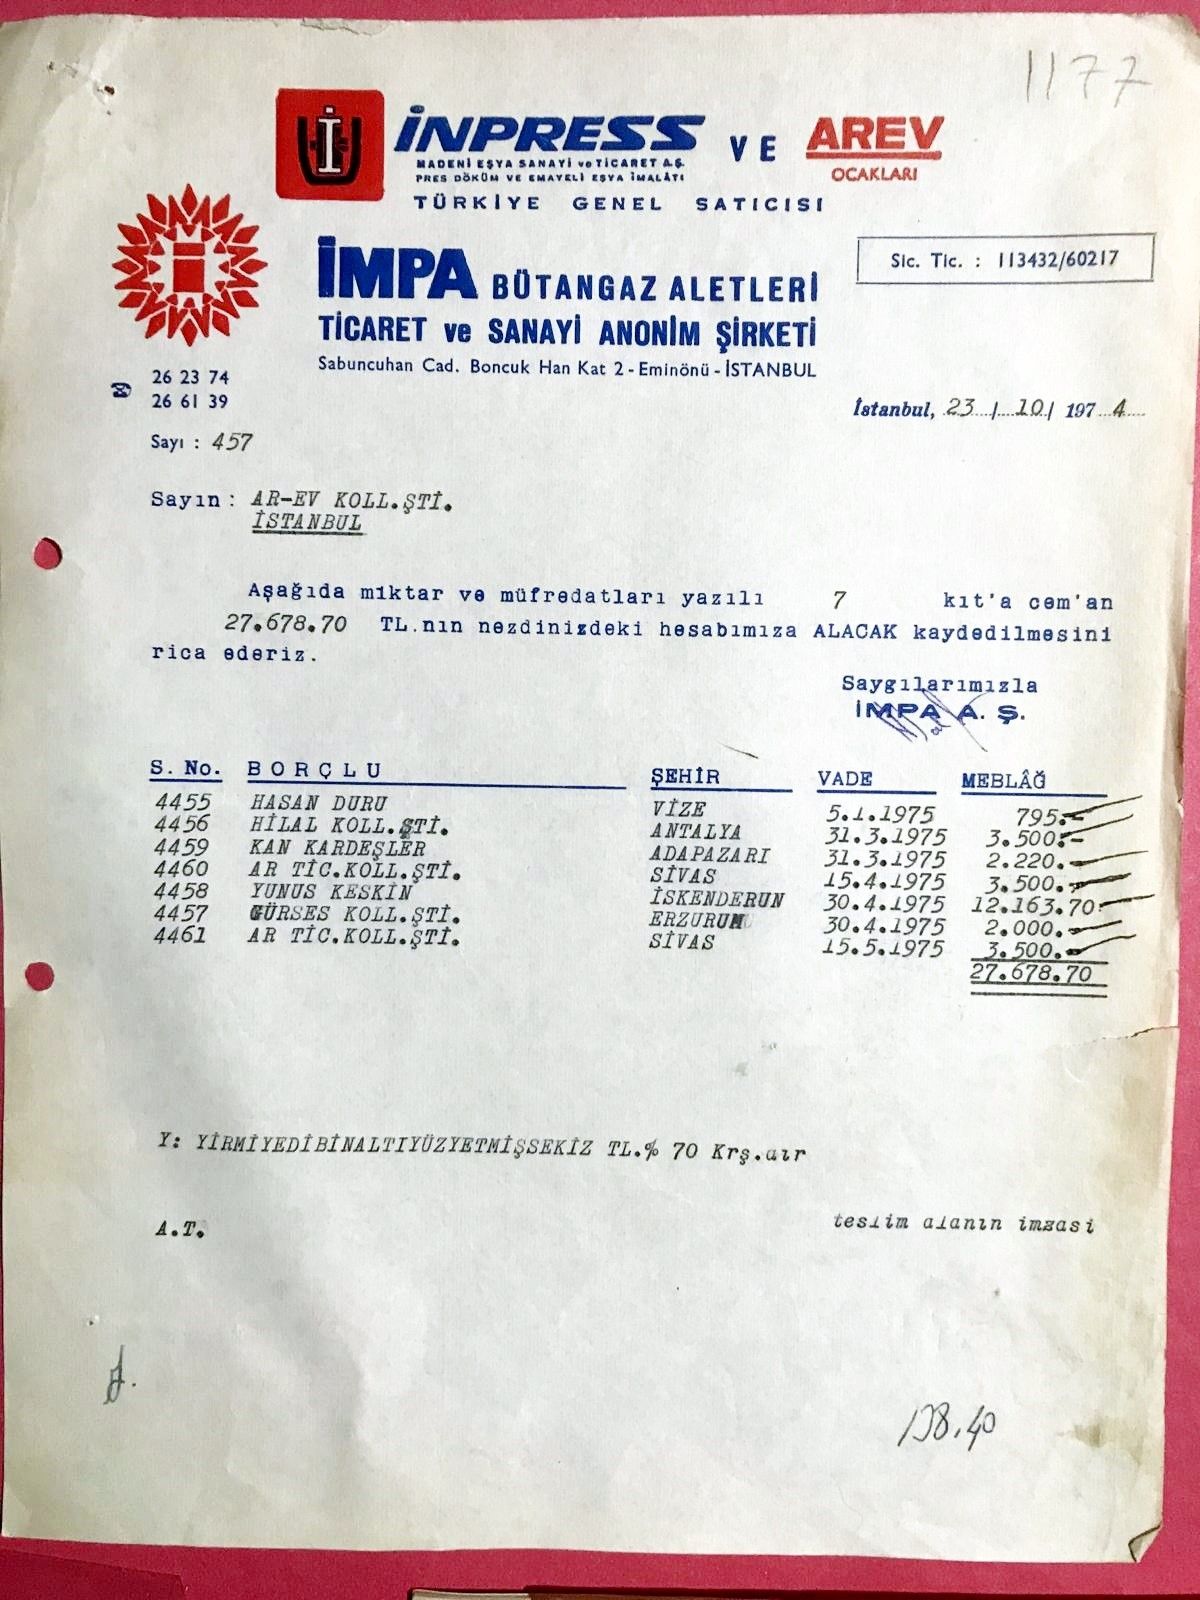 1177
İNPRESS VE AREV
MADENİ EŞYA SANAYİ ve TİCARET A.Ş.
PRES DÖKÜM VE EMAYELİ EŞYA İMALÂTI
OCAKLARI
TÜRKİYE GENEL SATICISI
İMPA BÜTANGAZ ALETLERİ
TİCARET ve SANAYİ ANONİM ŞİRKETİ
Sabuncuhan Cad. Boncuk Han Kat 2 - Eminönü - İSTANBUL
Sic. Tic. : 113432/60217
26 23 74
26 61 39
İstanbul, 23 / 10 / 197 4
Sayı : 457
Sayın : AR-EV KOLL.ŞTİ.
İSTANBUL
Aşağıda miktar ve müfredatları yazılı 7 kıt'a cem'an
27.678.70 TL.nın nezdinizdeki hesabımıza ALACAK kaydedilmesini
rica ederiz.
Saygılarımızla
İMPA A. Ş.
S. No. BORÇLU ŞEHİR VADE MEBLÂĞ
4455 HASAN DURU VİZE 5.1.1975 795.-
4456 HİLAL KOLL.ŞTİ. ANTALYA 31.3.1975 3.500.-
4459 KAN KARDEŞLER ADAPAZARI 31.3.1975 2.220.-
4460 AR TİC.KOLL.ŞTİ. SİVAS 15.4.1975 3.500.-
4458 YUNUS KESKİN İSKENDERUN 30.4.1975 12.163.70
4457 GÜRSES KOLL.ŞTİ. ERZURUM 30.4.1975 2.000.-
4461 AR TİC.KOLL.ŞTİ. SİVAS 15.5.1975 3.500.-
27.678.70
Y: YİRMİYEDİBİNALTIYÜZYETMİŞSEKİZ TL.% 70 Krş.dır
A.T. teslim alanın imzası
138.40